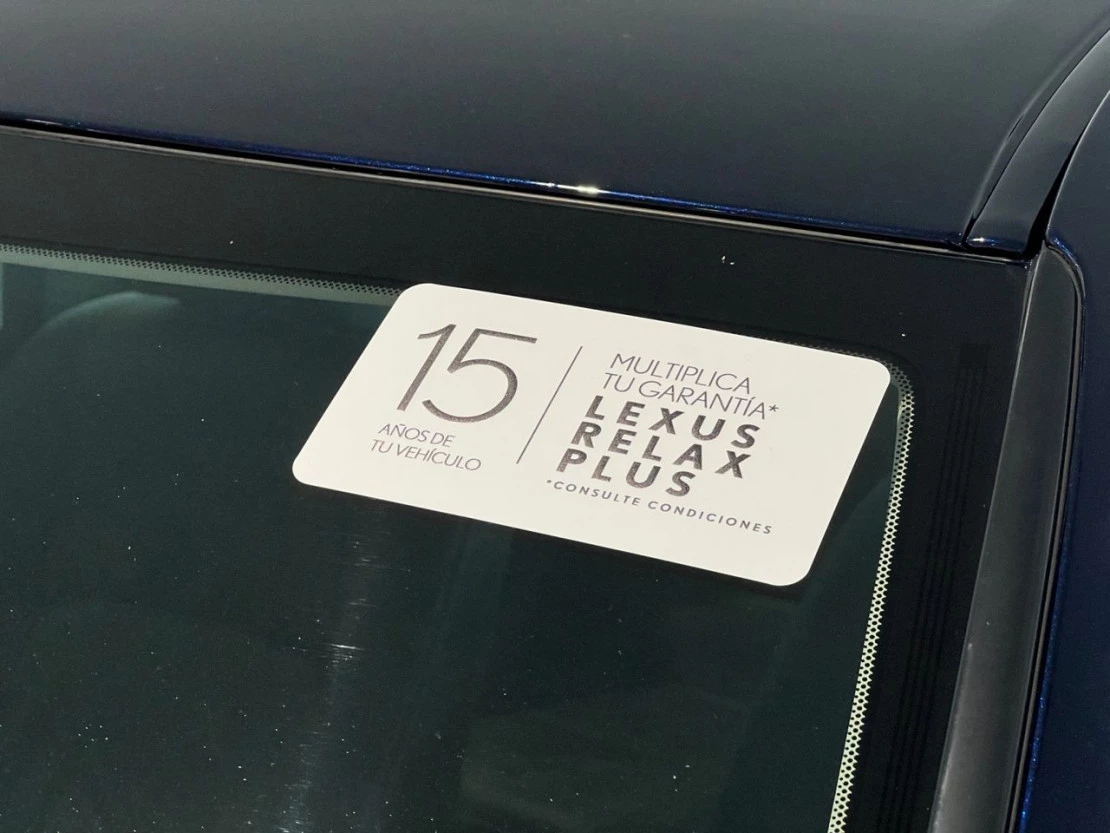 15
AÑOS DE
TU VEHÍCULO
MULTIPLICA
TU GARANTÍA*
LEXUS
RELAX
PLUS
*CONSULTE CONDICIONES